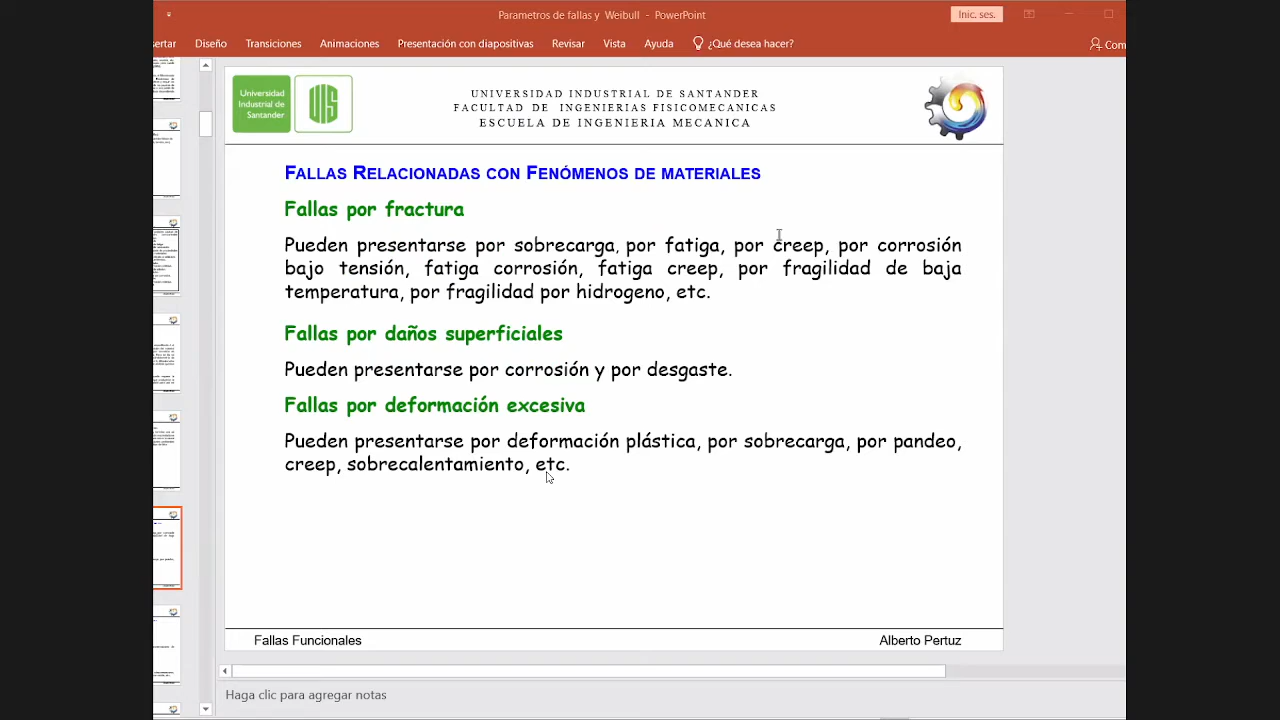 Parametros de fallas y Weibull - PowerPoint
Inic. ses.
ertar Diseño Transiciones Animaciones Presentación con diapositivas Revisar Vista Ayuda ¿Qué desea hacer? Com
Universidad
Industrial de
Santander
UIS
UNIVERSIDAD INDUSTRIAL DE SANTANDER
FACULTAD DE INGENIERIAS FISICOMECANICAS
ESCUELA DE INGENIERIA MECANICA
FALLAS RELACIONADAS CON FENÓMENOS DE MATERIALES
Fallas por fractura
Pueden presentarse por sobrecarga, por fatiga, por creep, por corrosión
bajo tensión, fatiga corrosión, fatiga creep, por fragilidad de baja
temperatura, por fragilidad por hidrogeno, etc.
Fallas por daños superficiales
Pueden presentarse por corrosión y por desgaste.
Fallas por deformación excesiva
Pueden presentarse por deformacion plástica, por sobrecarga, por pandeo,
creep, sobrecalentamiento, etc.
Fallas Funcionales Alberto Pertuz
Haga clic para agregar notas